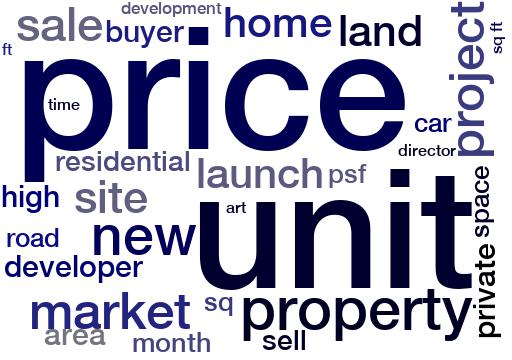 development
sale
buyer
home
land
project
sq ft
ft
price
time
car
director
residential
launch
psf
space
high
site
art
unit
road
new
developer
private
market
sq
property
area
month
sell